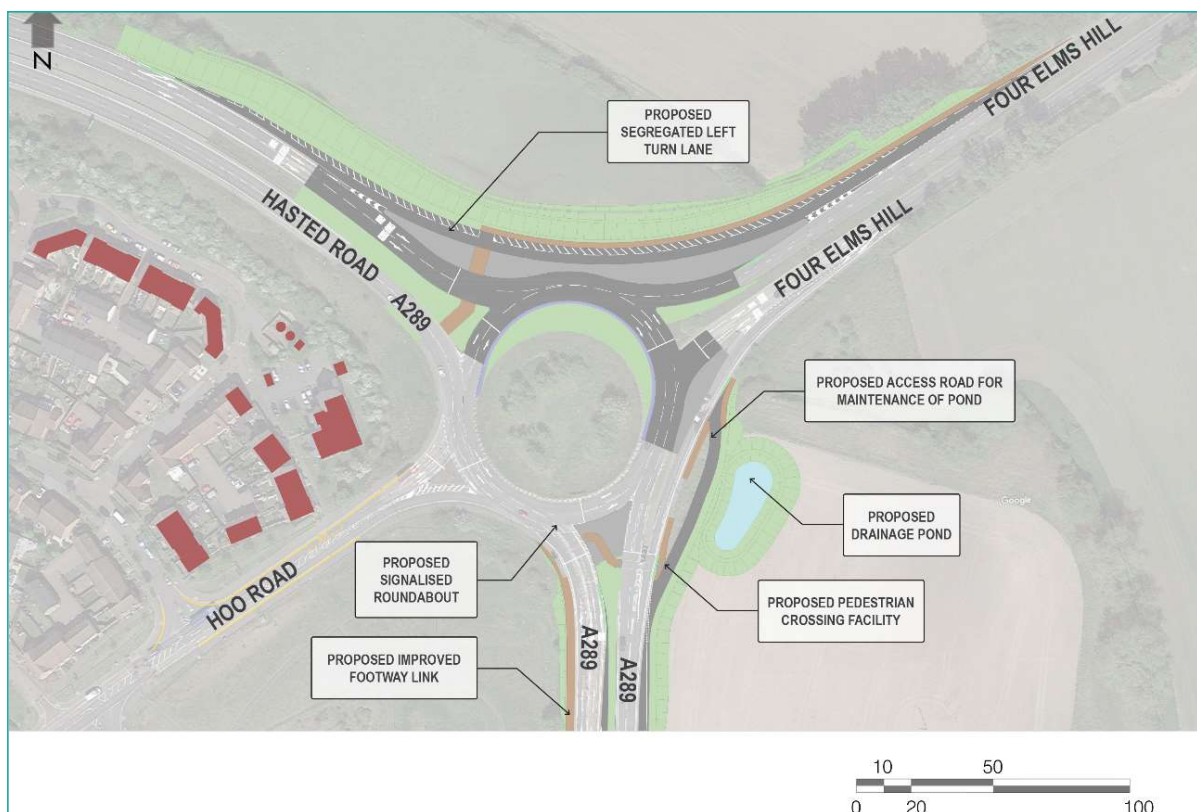 N
FOUR ELMS HILL
PROPOSED
SEGREGATED LEFT
TURN LANE
HASTED ROAD
A289
FOUR ELMS HILL
PROPOSED ACCESS ROAD FOR
MAINTENANCE OF POND
Google
PROPOSED
DRAINAGE POND
PROPOSED
SIGNALISED
ROUNDABOUT
HOO ROAD
PROPOSED PEDESTRIAN
CROSSING FACILITY
PROPOSED IMPROVED
FOOTWAY LINK
A289
A289
10 50
0 20 100